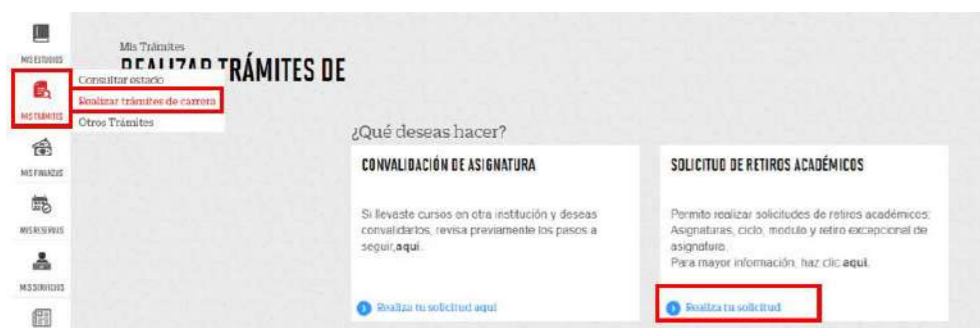 MIS ESTUDIOS
MIS TRÁMITES
MIS FINANZAS
MIS RESERVAS
MIS SERVICIOS
Mis Trámites
REALIZAR TRÁMITES DE
Consultar estado
Realizar trámites de carrera
Otros Trámites
¿Qué deseas hacer?
CONVALIDACIÓN DE ASIGNATURA
Si llevaste cursos en otra institución y deseas
convalidarlos, revisa previamente los pasos a
seguir,aquí.
Realiza tu solicitud aquí
SOLICITUD DE RETIROS ACADÉMICOS
Permite realizar solicitudes de retiros académicos:
Asignaturas, ciclo, modulo y retiro excepcional de
asignatura.
Para mayor información, haz clic aquí.
Realiza tu solicitud